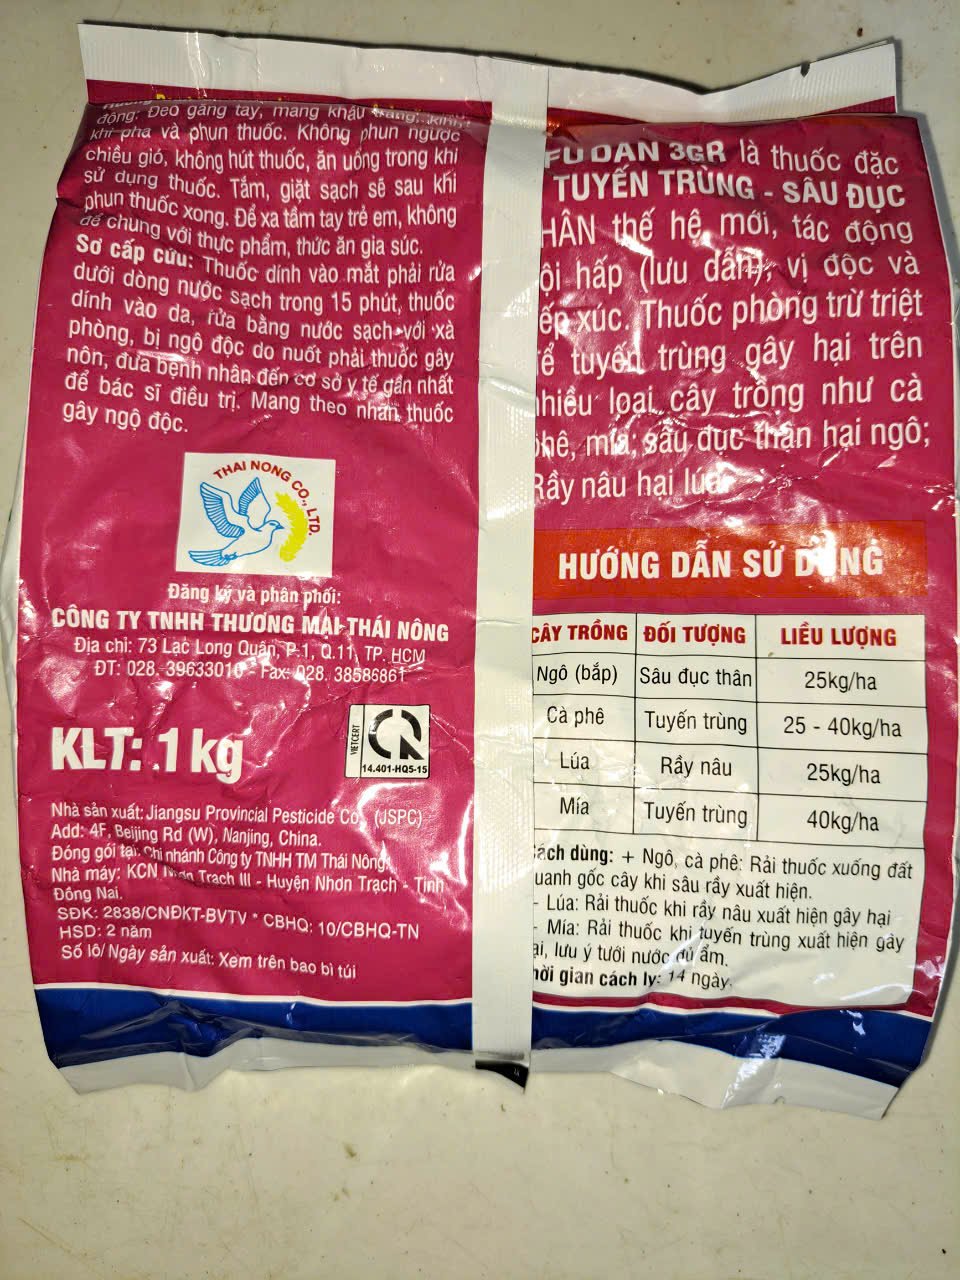 động: Đeo găng tay, mang khẩu trang, kính
khi pha và phun thuốc. Không phun ngược
chiều gió, không hút thuốc, ăn uống trong khi
sử dụng thuốc. Tắm, giặt sạch sẽ sau khi
phun thuốc xong. Để xa tầm tay trẻ em, không
để chung với thực phẩm, thức ăn gia súc.
Sơ cấp cứu: Thuốc dính vào mắt phải rửa
dưới dòng nước sạch trong 15 phút, thuốc
dính vào da, rửa bằng nước sạch với xà
phòng, bị ngộ độc do nuốt phải thuốc gây
nôn, đưa bệnh nhân đến cơ sở y tế gần nhất
để bác sĩ điều trị. Mang theo nhãn thuốc
gây ngộ độc.
THAI NONG CO., LTD.
Đăng ký và phân phối:
CÔNG TY TNHH THƯƠNG MẠI THÁI NÔNG
Địa chỉ: 73 Lạc Long Quân, P.1, Q.11, TP. HCM
ĐT: 028. 39633010 - Fax: 028. 38586861
KLT: 1 kg
VIETCERT
CR
14.401-HQ5-15
Nhà sản xuất: Jiangsu Provincial Pesticide Co. (JSPC)
Add: 4F, Beijing Rd (W), Nanjing, China.
Đóng gói tại: Chi nhánh Công ty TNHH TM Thái Nông.
Nhà máy: KCN Nhơn Trạch III - Huyện Nhơn Trạch - Tỉnh
Đồng Nai.
SĐK: 2838/CNĐKT-BVTV * CBHQ: 10/CBHQ-TN
HSD: 2 năm
Số lô/ Ngày sản xuất: Xem trên bao bì túi
FUDAN 3GR là thuốc đặc
TUYẾN TRÙNG - SÂU ĐỤC
HÂN thế hệ mới, tác động
ội hấp (lưu dẫn), vị độc và
ếp xúc. Thuốc phòng trừ triệt
ể tuyến trùng gây hại trên
hiều loại cây trồng như cà
hê, mía; sâu đục thân hại ngô;
Rầy nâu hại lúa
HƯỚNG DẪN SỬ DỤNG
CÂY TRỒNG ĐỐI TƯỢNG LIỀU LƯỢNG
Ngô (bắp) Sâu đục thân 25kg/ha
Cà phê Tuyến trùng 25 - 40kg/ha
Lúa Rầy nâu 25kg/ha
Mía Tuyến trùng 40kg/ha
ách dùng: + Ngô, cà phê: Rải thuốc xuống đất
uanh gốc cây khi sâu rầy xuất hiện.
- Lúa: Rải thuốc khi rầy nâu xuất hiện gây hại
- Mía: Rải thuốc khi tuyến trùng xuất hiện gây
ại, lưu ý tưới nước đủ ẩm.
hời gian cách ly: 14 ngày.